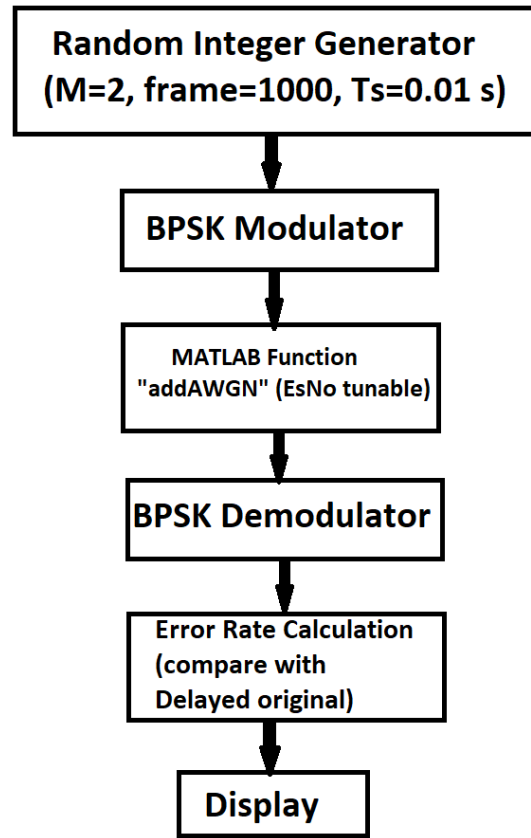 Random Integer Generator
(M=2, frame=1000, Ts=0.01 s)
BPSK Modulator
MATLAB Function
"addAWGN" (EsNo tunable)
BPSK Demodulator
Error Rate Calculation
(compare with
Delayed original)
Display